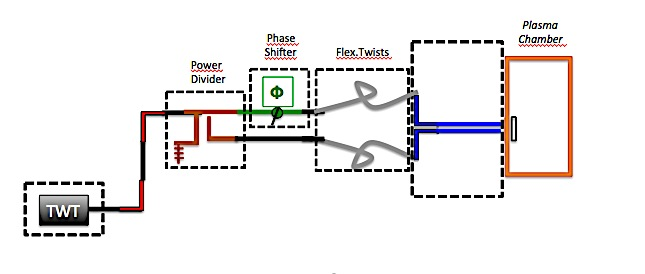 Plasma
Chamber
Phase
Shifter
Flex.Twists
Power
Divider
Φ
TWT